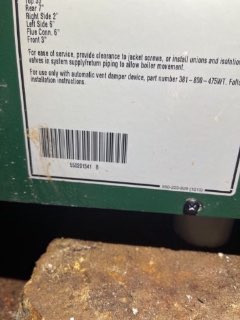 Top 3"
Rear 7"
Right Side 2"
Left Side 6"
Flue Conn. 6"
Front 3"
For ease of service, provide clearance to jacket screws, or install unions and isolation
valves in system supply/return piping to allow boiler movement.
For use only with automatic vent damper device, part number 381-800-475WT.
installation instructions.
550201541 B